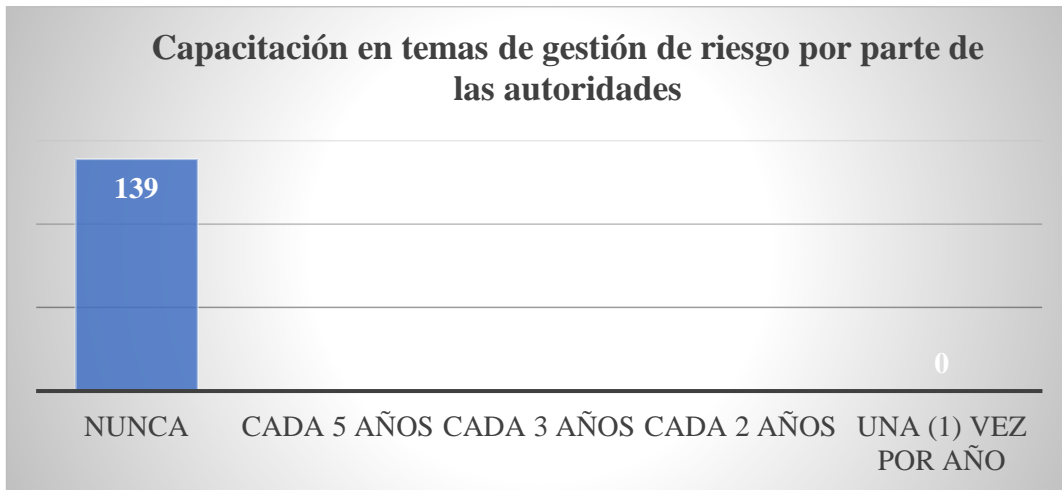 Capacitación en temas de gestión de riesgo por parte de
las autoridades
139
0
NUNCA
CADA 5 AÑOS
CADA 3 AÑOS
CADA 2 AÑOS
UNA (1) VEZ
POR AÑO